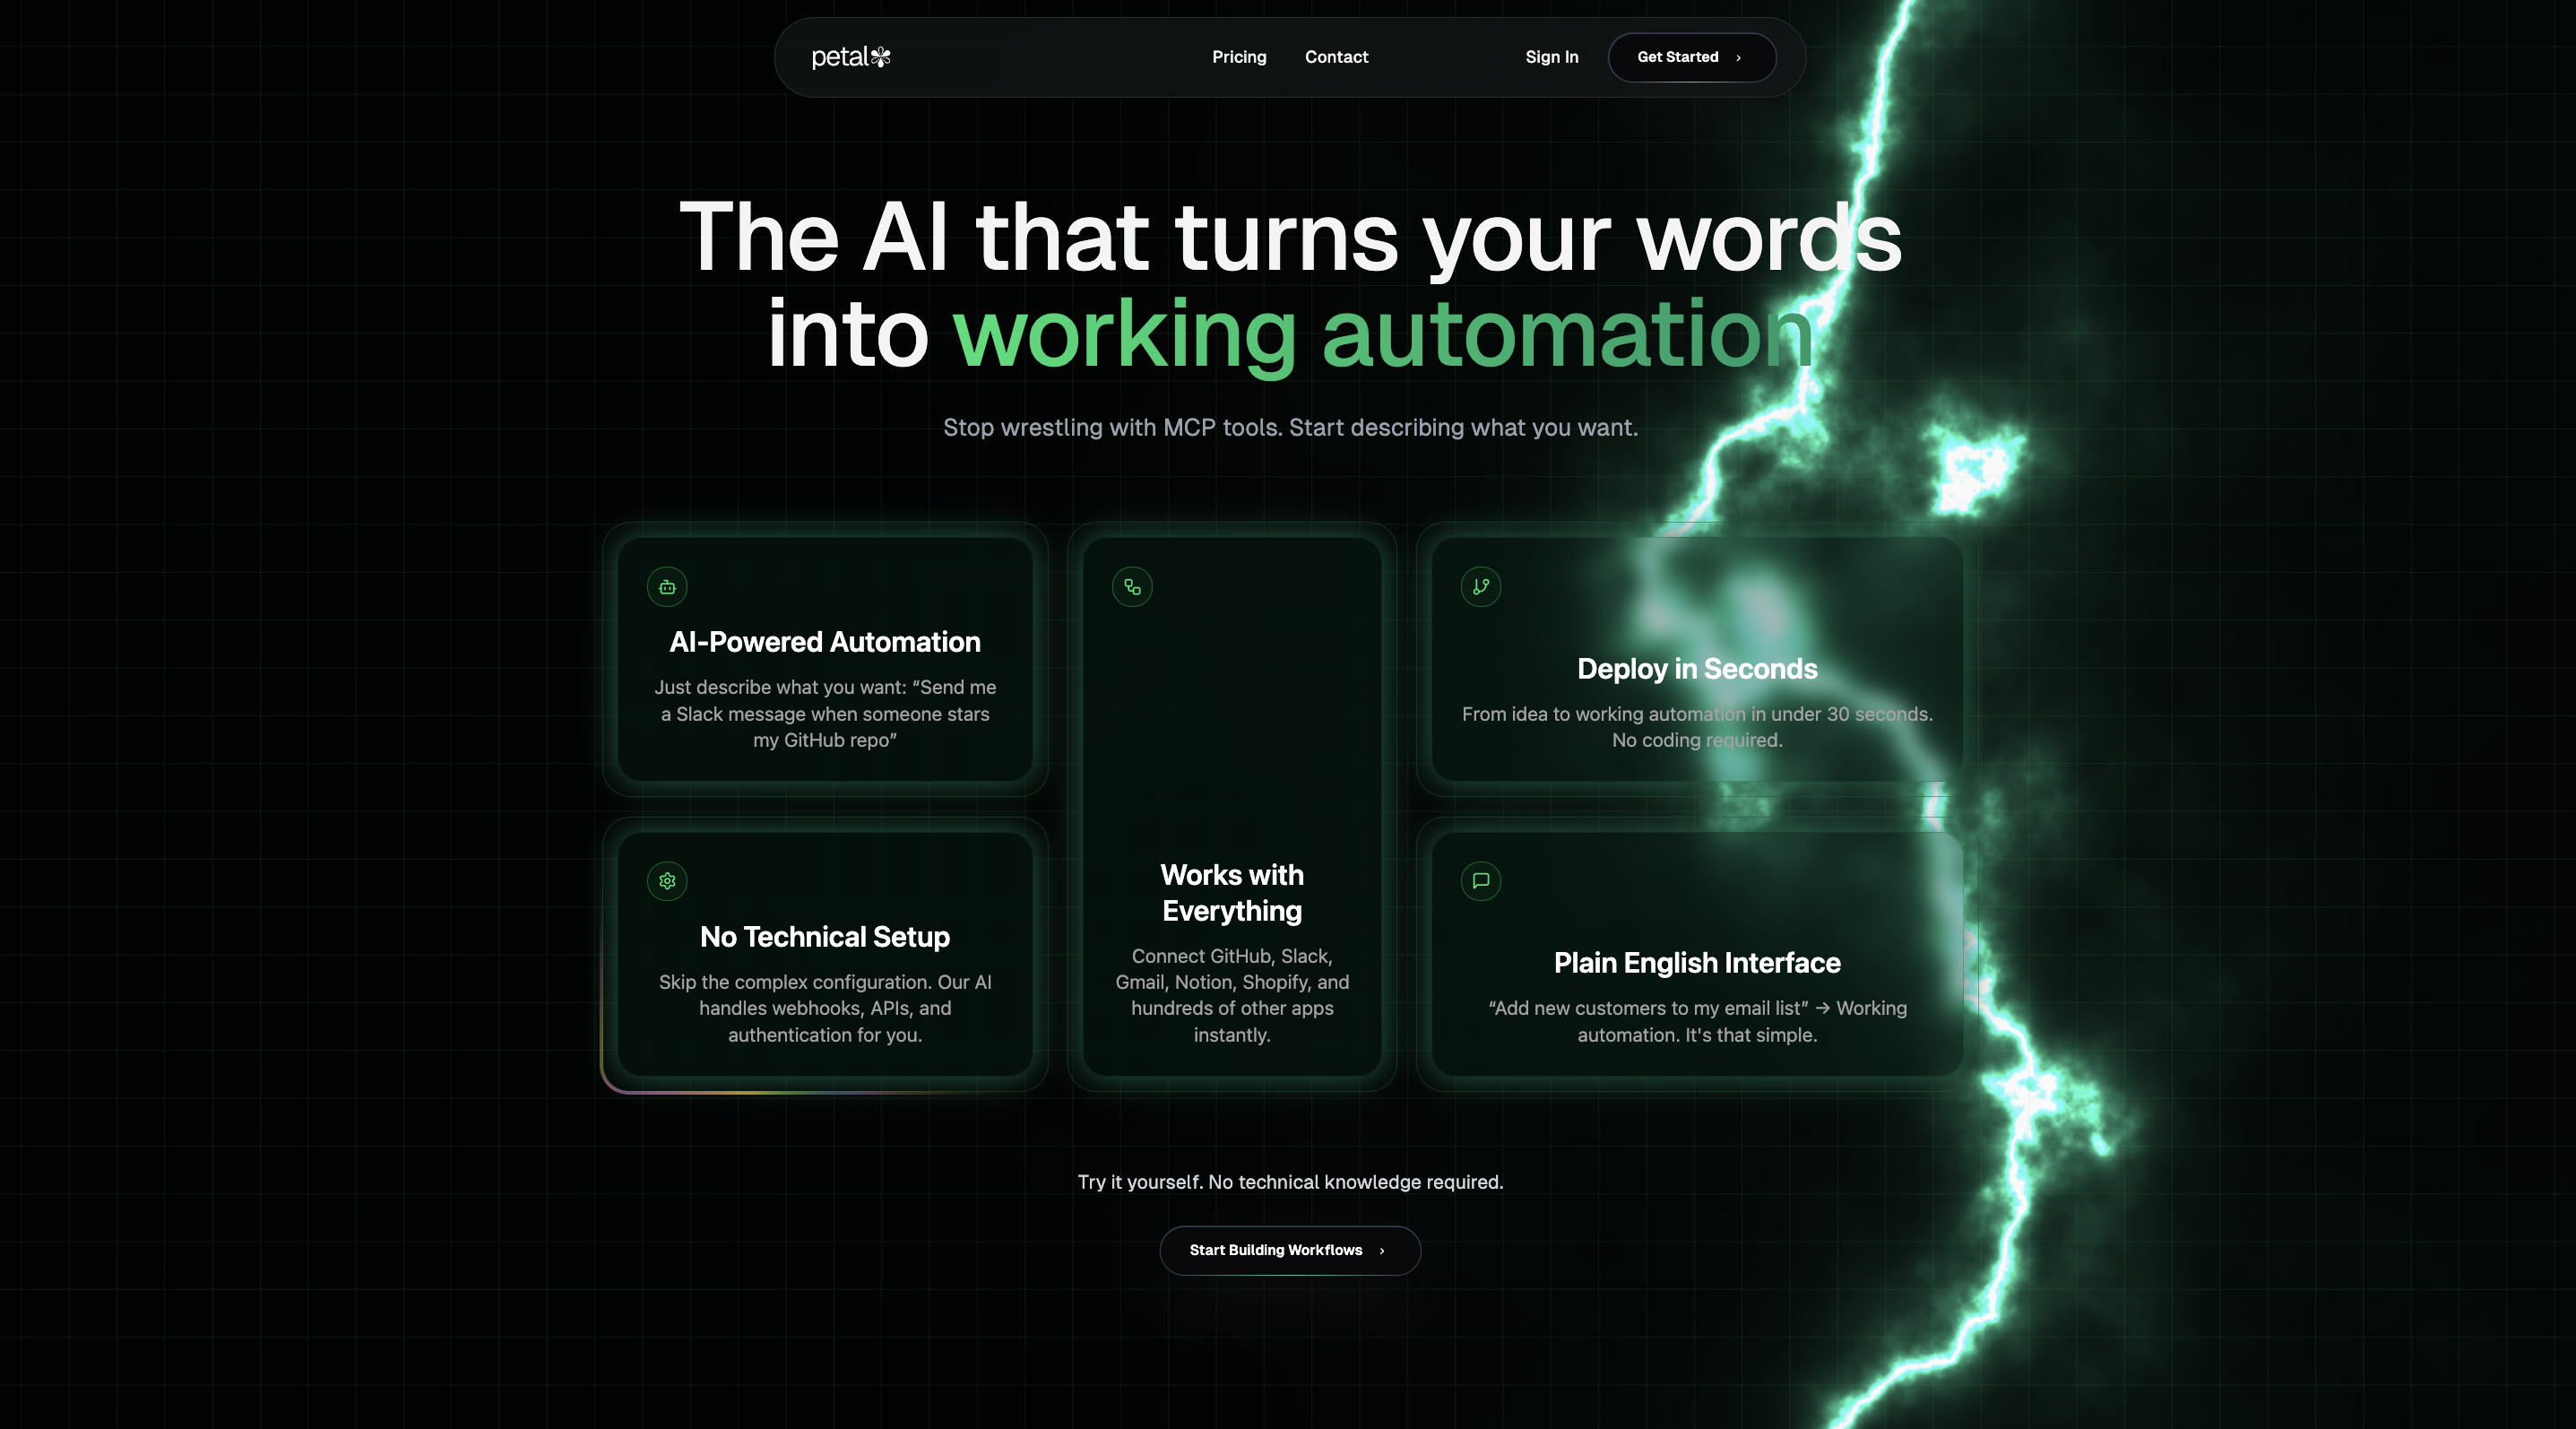 petal
Pricing
Contact
Sign In
Get Started
The AI that turns your words
into working automation
Stop wrestling with MCP tools. Start describing what you want.
AI-Powered Automation
Just describe what you want: “Send me
a Slack message when someone stars
my GitHub repo”
Works with
Everything
Connect GitHub, Slack,
Gmail, Notion, Shopify, and
hundreds of other apps
instantly.
Deploy in Seconds
From idea to working automation in under 30 seconds.
No coding required.
No Technical Setup
Skip the complex configuration. Our AI
handles webhooks, APIs, and
authentication for you.
Plain English Interface
“Add new customers to my email list” → Working
automation. It's that simple.
Try it yourself. No technical knowledge required.
Start Building Workflows